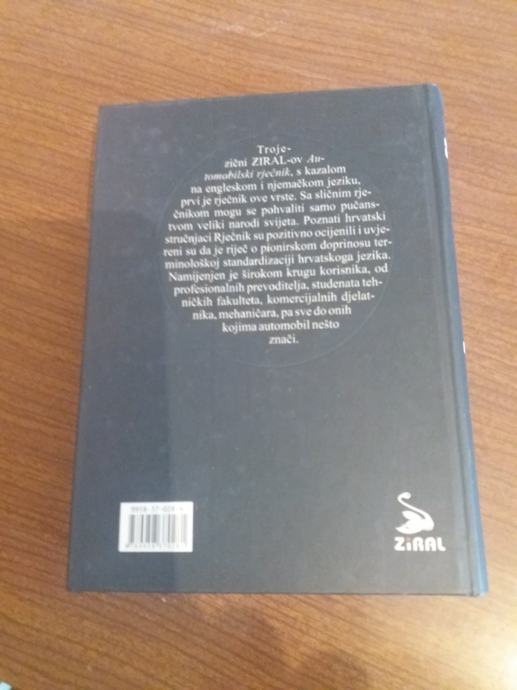 Troje-
zični ZIRAL-ov Au-
tomobilski rječnik, s kazalom
na engleskom i njemačkom jeziku,
prvi je rječnik ove vrste. Sa sličnim rje-
čnikom mogu se pohvaliti samo pučans-
tvom veliki narodi svijeta. Poznati hrvatski
stručnjaci Rječnik su pozitivno ocijenili i uvje-
reni su da je riječ o pionirskom doprinosu ter-
minološkoj standardizaciji hrvatskoga jezika.
Namijenjen je širokom krugu korisnika, od
profesionalnih prevoditelja, studenata teh-
ničkih fakulteta, komercijalnih djelat-
nika, mehaničara, pa sve do onih
kojima automobil nešto
znači.
ZIRAL